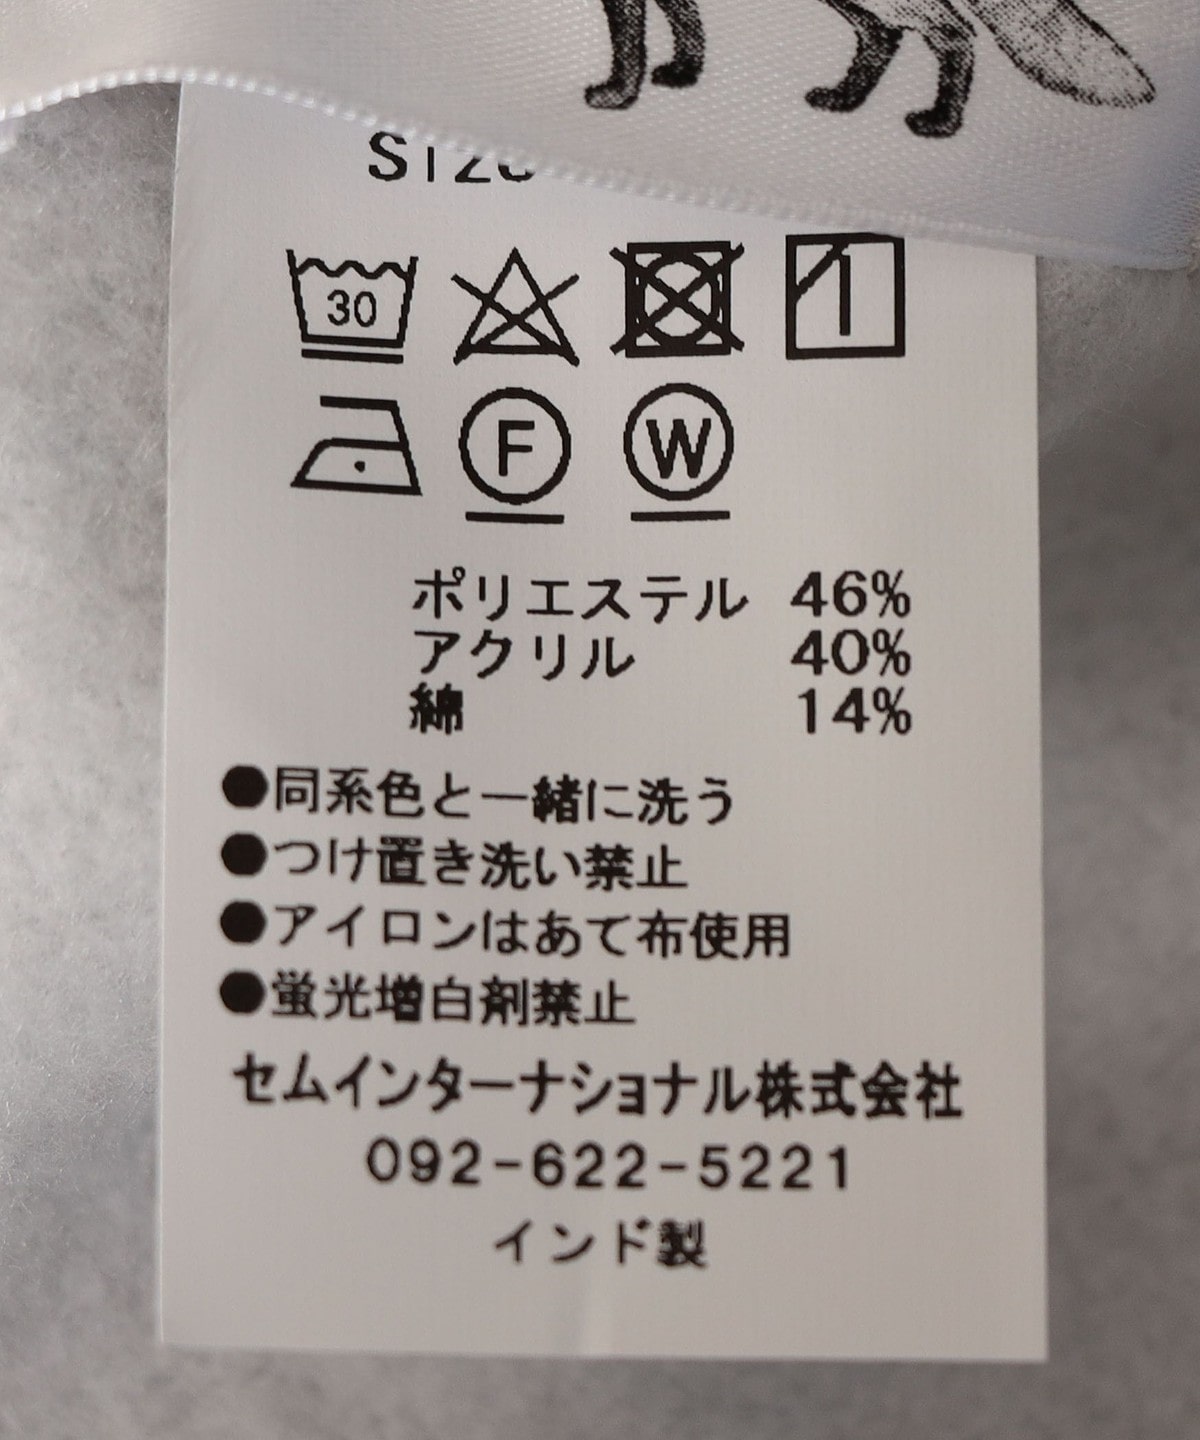 Size
30
F W
ポリエステル 46%
アクリル 40%
綿 14%
●同系色と一緒に洗う
●つけ置き洗い禁止
●アイロンはあて布使用
●蛍光増白剤禁止
セムインターナショナル株式会社
092-622-5221
インド製